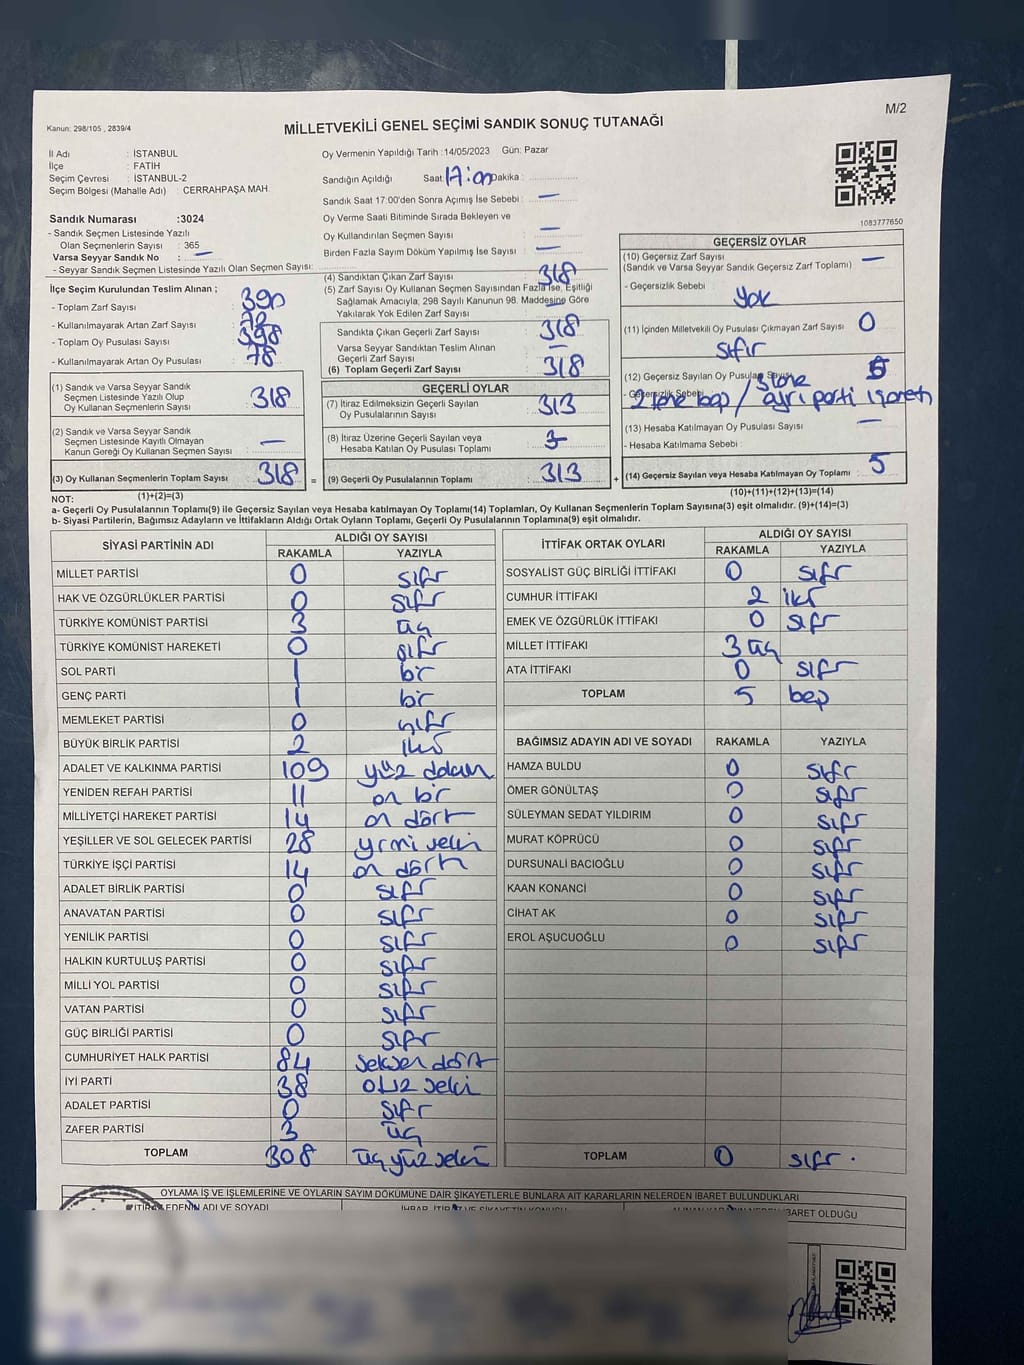 M/2
Kanun: 298/105 , 2839/4
MİLLETVEKİLİ GENEL SEÇİMİ SANDIK SONUÇ TUTANAĞI
İl Adı : İSTANBUL
İlçe : FATİH
Seçim Çevresi : İSTANBUL-2
Seçim Bölgesi (Mahalle Adı) : CERRAHPAŞA MAH.
Sandık Numarası :3024
- Sandık Seçmen Listesinde Yazılı
Olan Seçmenlerin Sayısı : 365
Varsa Seyyar Sandık No : —
- Seyyar Sandık Seçmen Listesinde Yazılı Olan Seçmen Sayısı:
Oy Vermenin Yapıldığı Tarih :14/05/2023 Gün: Pazar
Sandığın Açıldığı Saat: 17:00 Dakika :
Sandık Saat 17.00'den Sonra Açımış İse Sebebi : —
Oy Verme Saati Bitiminde Sırada Bekleyen ve
Oy Kullandırılan Seçmen Sayısı : —
Birden Fazla Sayım Döküm Yapılmış İse Sayısı : —
1083777650
İlçe Seçim Kurulundan Teslim Alınan ;
- Toplam Zarf Sayısı : 390
- Kullanılmayarak Artan Zarf Sayısı : 72
- Toplam Oy Pusulası Sayısı : 398
- Kullanılmayarak Artan Oy Pusulası : 78
(4) Sandıktan Çıkan Zarf Sayısı : 318
(5) Zarf Sayısı Oy Kullanan Seçmen Sayısından Fazla İse, Eşitliği
Sağlamak Amacıyla, 298 Sayılı Kanunun 98. Maddesine Göre
Yakılarak Yok Edilen Zarf Sayısı : —
Sandıkta Çıkan Geçerli Zarf Sayısı : 318
Varsa Seyyar Sandıktan Teslim Alınan
Geçerli Zarf Sayısı : —
(6) Toplam Geçerli Zarf Sayısı : 318
GEÇERSİZ OYLAR
(10) Geçersiz Zarf Sayısı : —
(Sandık ve Varsa Seyyar Sandık Geçersiz Zarf Toplamı)
- Geçersizlik Sebebi : Yok
(11) İçinden Milletvekili Oy Pusulası Çıkmayan Zarf Sayısı : 0
sıfır
(12) Geçersiz Sayılan Oy Pusulası Sayısı : 5
- Geçersizlik Sebebi : 2 tane boş / 3 tane ayrı parti işareti
(13) Hesaba Katılmayan Oy Pusulası Sayısı : —
- Hesaba Katılmama Sebebi :
(14) Geçersiz Sayılan veya Hesaba Katılmayan Oy Toplamı : 5
(10)+(11)+(12)+(13)=(14)
(1) Sandık ve Varsa Seyyar Sandık
Seçmen Listesinde Yazılı Olup
Oy Kullanan Seçmenlerin Sayısı : 318
(2) Sandık ve Varsa Seyyar Sandık
Seçmen Listesinde Kayıtlı Olmayan
Kanun Gereği Oy Kullanan Seçmen Sayısı : —
(3) Oy Kullanan Seçmenlerin Toplam Sayısı : 318 =
(1)+(2)=(3)
GEÇERLİ OYLAR
(7) İtiraz Edilmeksizin Geçerli Sayılan
Oy Pusulalarının Sayısı : 313
(8) İtiraz Üzerine Geçerli Sayılan veya
Hesaba Katılan Oy Pusulası Toplamı :
(9) Geçerli Oy Pusulalarının Toplamı : 313 +
NOT:
a- Geçerli Oy Pusulalarının Toplamı(9) ile Geçersiz Sayılan veya Hesaba katılmayan Oy Toplamı(14) Toplamları, Oy Kullanan Seçmenlerin Toplam Sayısına(3) eşit olmalıdır. (9)+(14)=(3)
b- Siyasi Partilerin, Bağımsız Adayların ve İttifakların Aldığı Ortak Oyların Toplamı, Geçerli Oy Pusulalarının Toplamına(9) eşit olmalıdır.
SİYASİ PARTİNİN ADI ALDIĞI OY SAYISI
RAKAMLA YAZIYLA
MİLLET PARTİSİ 0 sıfır
HAK VE ÖZGÜRLÜKLER PARTİSİ 0 sıfır
TÜRKİYE KOMÜNİST PARTİSİ 3 üç
TÜRKİYE KOMÜNİST HAREKETİ 0 sıfır
SOL PARTİ 1 bir
GENÇ PARTİ 1 bir
MEMLEKET PARTİSİ 0 sıfır
BÜYÜK BİRLİK PARTİSİ 2 iki
ADALET VE KALKINMA PARTİSİ 109 yüz dokuz
YENİDEN REFAH PARTİSİ 11 on bir
MİLLİYETÇİ HAREKET PARTİSİ 14 on dört
YEŞİLLER VE SOL GELECEK PARTİSİ 28 yirmi sekiz
TÜRKİYE İŞÇİ PARTİSİ 14 on dört
ADALET BİRLİK PARTİSİ 0 sıfır
ANAVATAN PARTİSİ 0 sıfır
YENİLİK PARTİSİ 0 sıfır
HALKIN KURTULUŞ PARTİSİ 0 sıfır
MİLLİ YOL PARTİSİ 0 sıfır
VATAN PARTİSİ 0 sıfır
GÜÇ BİRLİĞİ PARTİSİ 0 sıfır
CUMHURİYET HALK PARTİSİ 84 seksen dört
İYİ PARTİ 38 otuz sekiz
ADALET PARTİSİ 0 sıfır
ZAFER PARTİSİ 3 üç
TOPLAM 308 üç yüz sekiz
İTTİFAK ORTAK OYLARI ALDIĞI OY SAYISI
RAKAMLA YAZIYLA
SOSYALİST GÜÇ BİRLİĞİ İTTİFAKI 0 sıfır
CUMHUR İTTİFAKI 2 iki
EMEK VE ÖZGÜRLÜK İTTİFAKI 0 sıfır
MİLLET İTTİFAKI 3 üç
ATA İTTİFAKI 0 sıfır
TOPLAM 5 beş
BAĞIMSIZ ADAYIN ADI VE SOYADI RAKAMLA YAZIYLA
HAMZA BULDU 0 sıfır
ÖMER GÖNÜLTAŞ 0 sıfır
SÜLEYMAN SEDAT YILDIRIM 0 sıfır
MURAT KÖPRÜCÜ 0 sıfır
DURSUNALİ BACIOĞLU 0 sıfır
KAAN KONANCİ 0 sıfır
CİHAT AK 0 sıfır
EROL AŞUCUOĞLU 0 sıfır
TOPLAM 0 sıfır .
OYLAMA İŞ VE İŞLEMLERİNE VE OYLARIN SAYIM DÖKÜMÜNE DAİR ŞİKAYETLERLE BUNLARA AİT KARARLARIN NELERDEN İBARET BULUNDUKLARI
İTİRAZ EDENİN ADI VE SOYADI